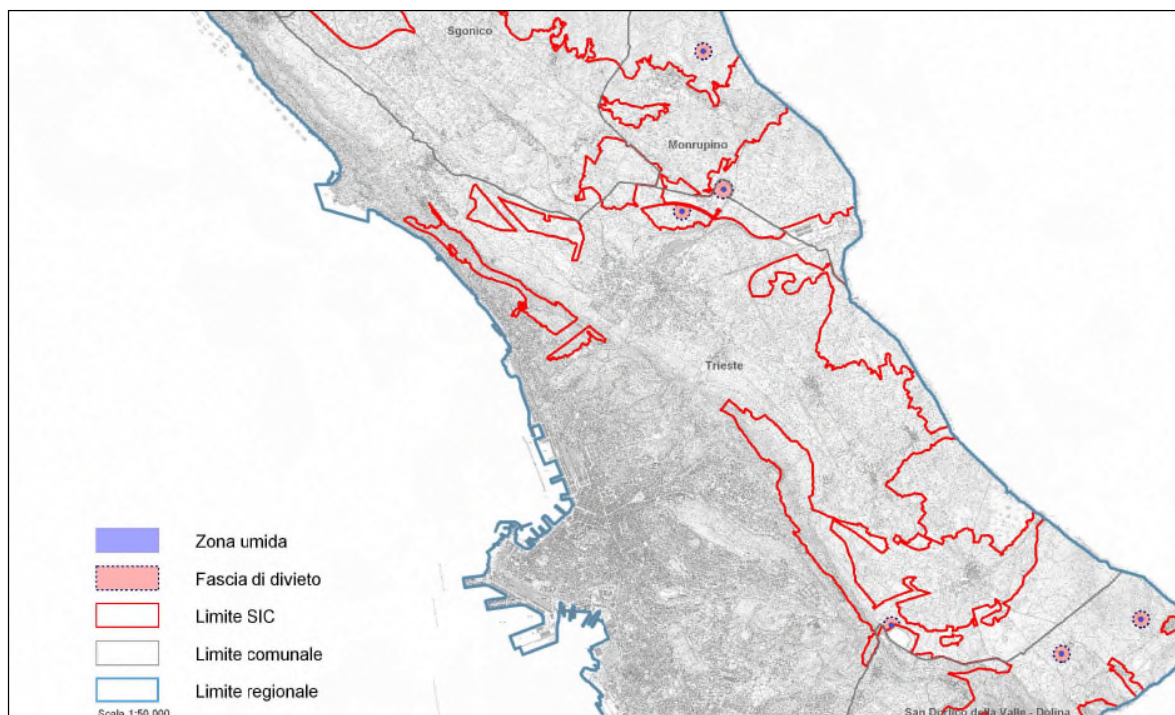 Sgonico
Monrupino
Trieste
Zona umida
Fascia di divieto
Limite SIC
Limite comunale
Limite regionale
Scala 1:50.000
San Dorligo della Valle - Dolina